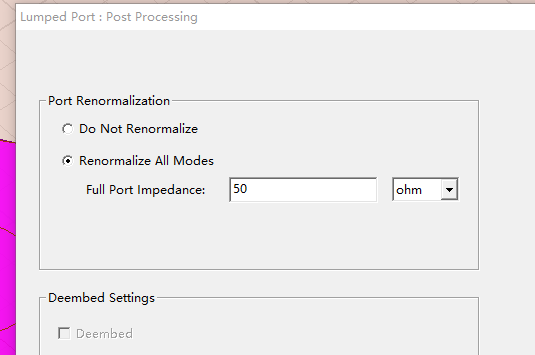 Lumped Port : Post Processing
Port Renormalization
Do Not Renormalize
Renormalize All Modes
Full Port Impedance: 50 ohm
Deembed Settings
Deembed